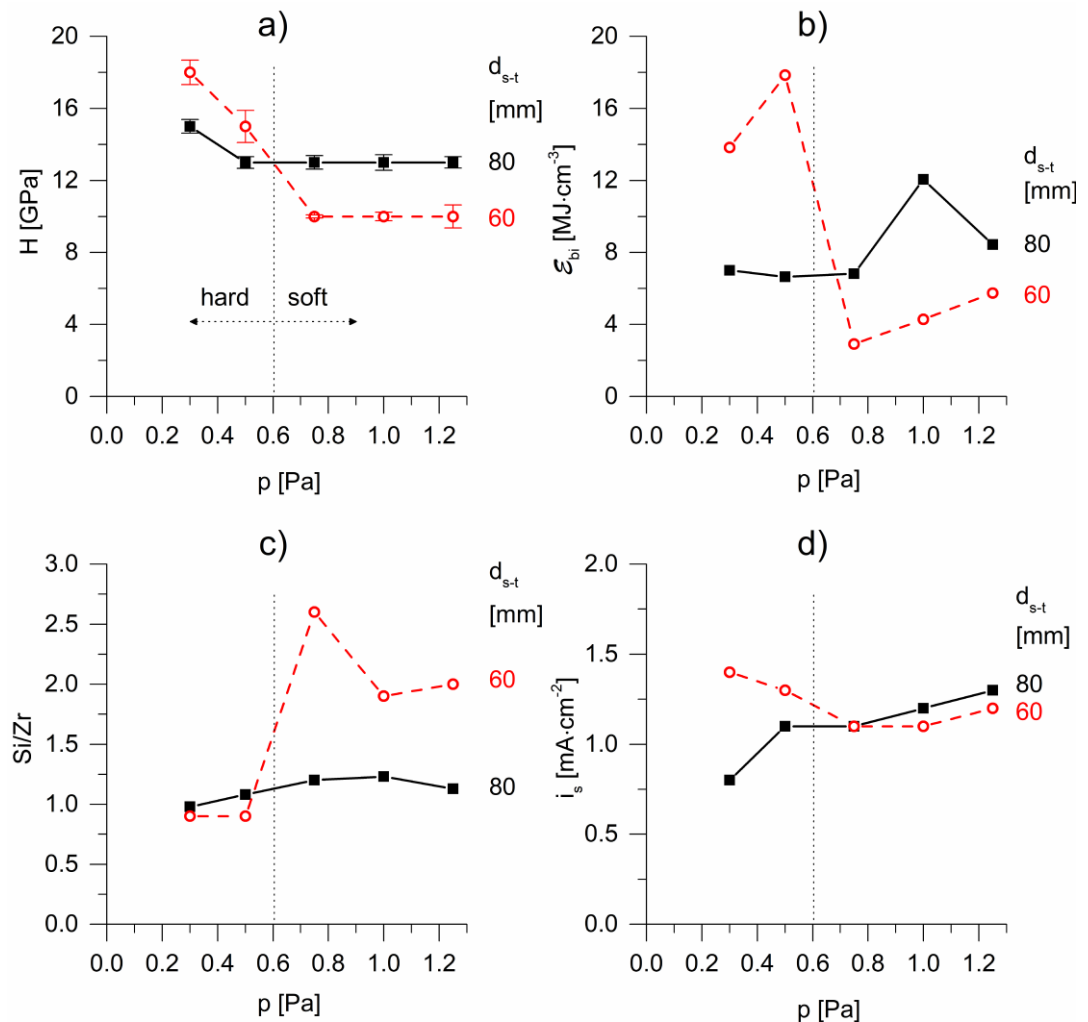 a)
H [GPa]
20
16
12
8
4
0
hard
soft
d_{s-t}
[mm]
80
60
0.0 0.2 0.4 0.6 0.8 1.0 1.2
p [Pa]
b)
ℰ_{bi} [MJ·cm⁻³]
20
16
12
8
4
0
d_{s-t}
[mm]
80
60
0.0 0.2 0.4 0.6 0.8 1.0 1.2
p [Pa]
c)
Si/Zr
3.0
2.5
2.0
1.5
1.0
0.5
0.0
d_{s-t}
[mm]
60
80
0.0 0.2 0.4 0.6 0.8 1.0 1.2
p [Pa]
d)
i_s [mA·cm⁻²]
2.0
1.5
1.0
0.5
0.0
d_{s-t}
[mm]
80
60
0.0 0.2 0.4 0.6 0.8 1.0 1.2
p [Pa]